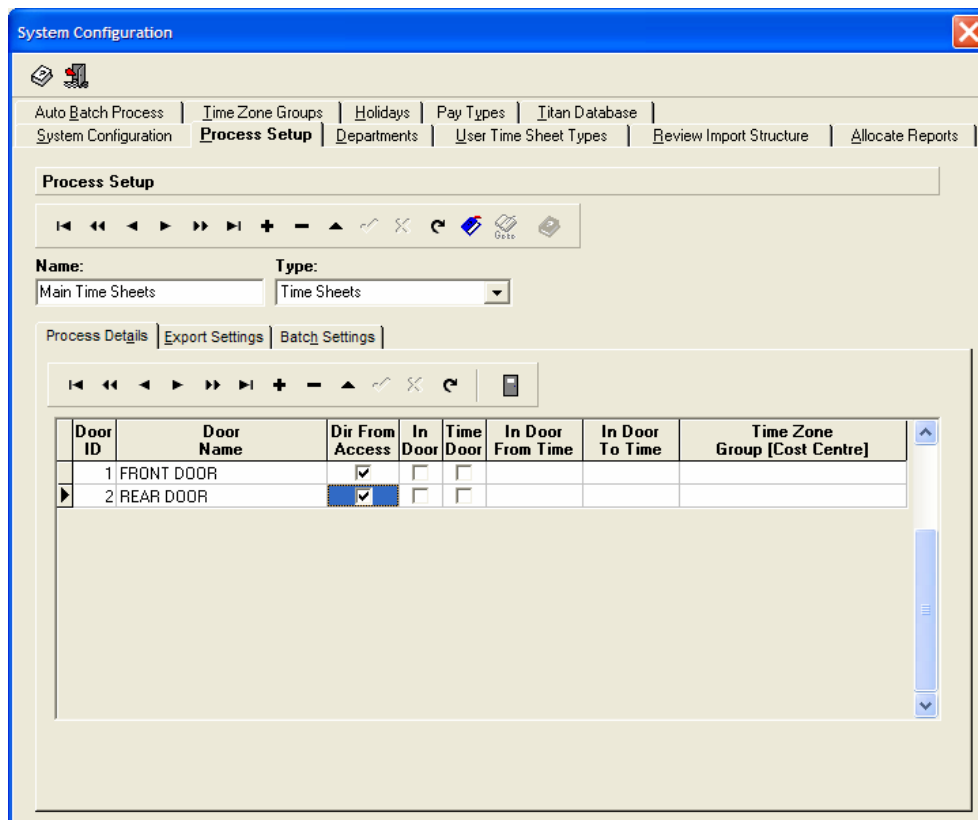 System Configuration
Auto Batch Process Time Zone Groups Holidays Pay Types Titan Database
System Configuration Process Setup Departments User Time Sheet Types Review Import Structure Allocate Reports
Process Setup
Goto
Name: Type:
Main Time Sheets Time Sheets
Process Details Export Settings Batch Settings
Door ID Door Name Dir From Access In Door Time Door In Door From Time In Door To Time Time Zone Group [Cost Centre]
1 FRONT DOOR
2 REAR DOOR